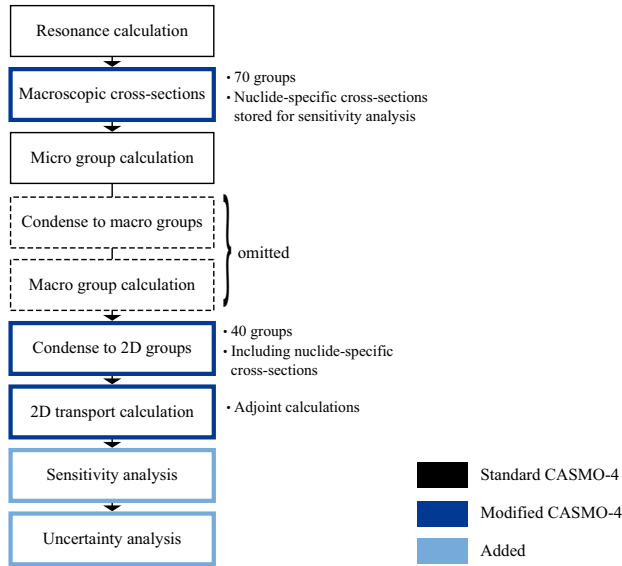 Resonance calculation
Macroscopic cross-sections
· 70 groups
· Nuclide-specific cross-sections
stored for sensitivity analysis
Micro group calculation
Condense to macro groups
omitted
Macro group calculation
Condense to 2D groups
· 40 groups
· Including nuclide-specific
cross-sections
2D transport calculation
· Adjoint calculations
Sensitivity analysis
Uncertainty analysis
Standard CASMO-4
Modified CASMO-4
Added